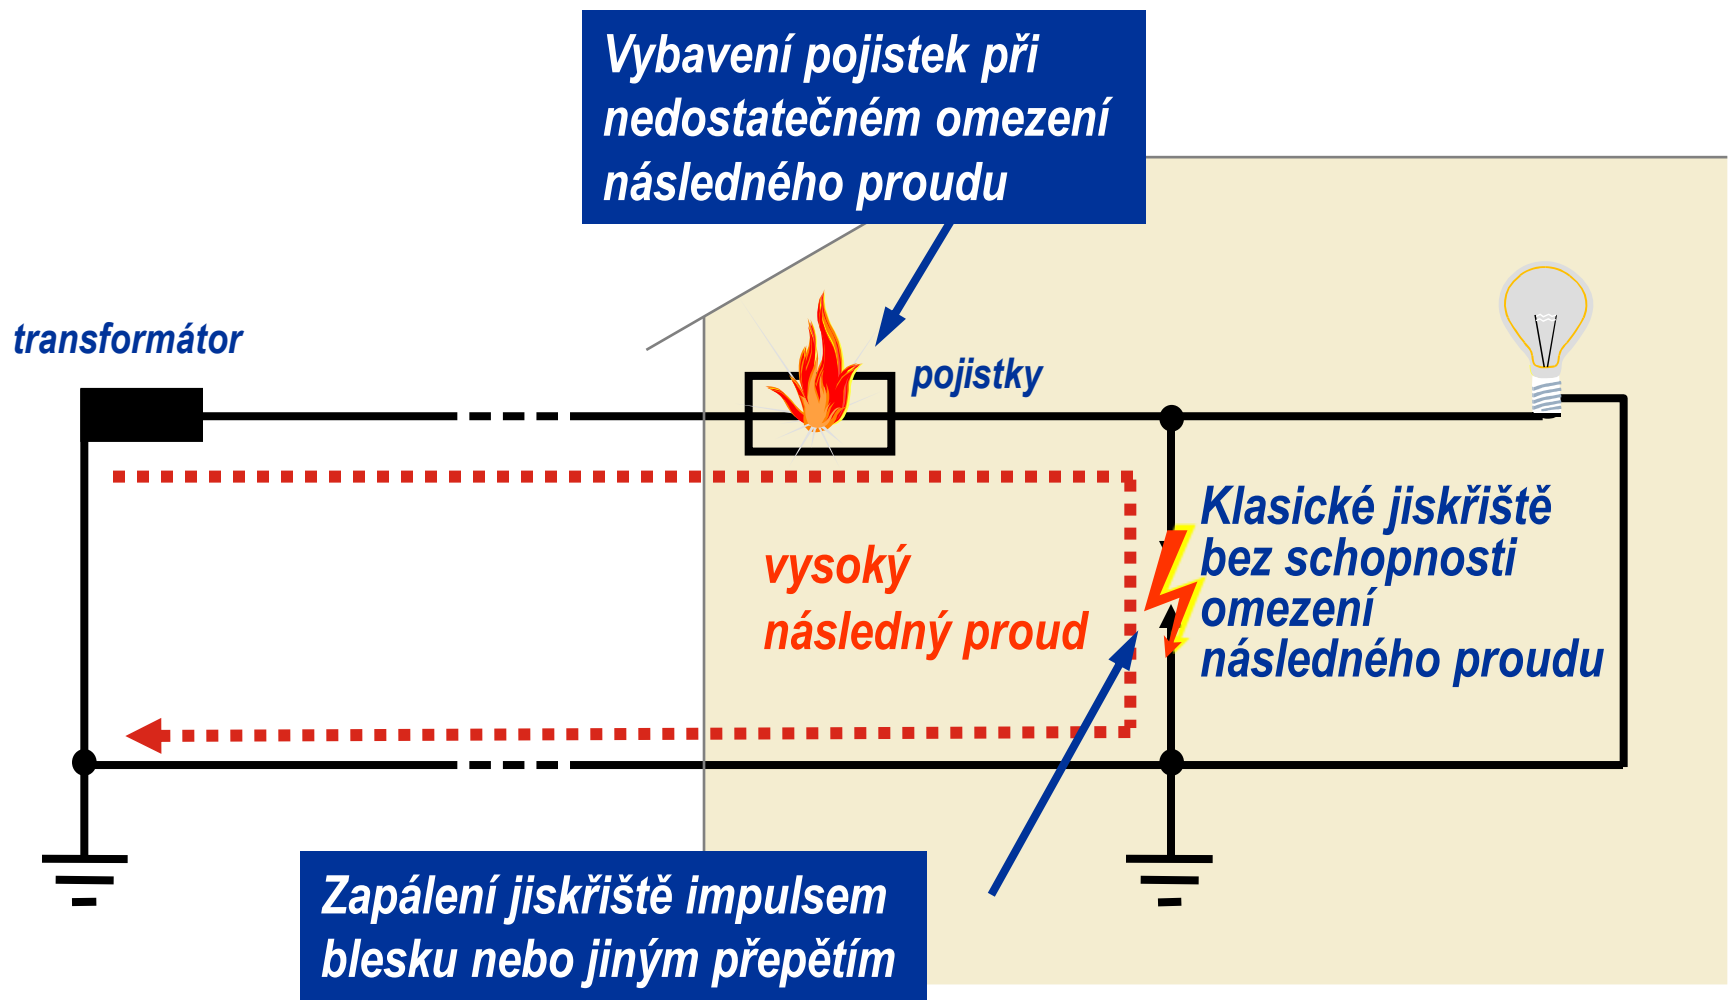 Vybavení pojistek při
nedostatečném omezení
následného proudu
transformátor
pojistky
Klasické jiskřiště
bez schopnosti
omezení
následného proudu
vysoký
následný proud
Zapálení jiskřiště impulsem
blesku nebo jiným přepětím